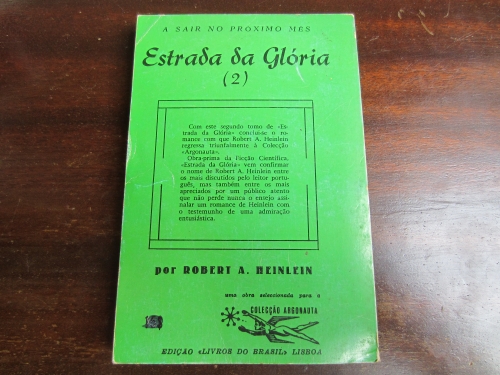 A SAIR NO PRÓXIMO MÊS
Estrada da Glória
(2)
Com este segundo tomo de «Es-
trada da Glória» conclui-se o ro-
mance com que Robert A. Heinlein
regressa triunfalmente à Colecção
«Argonauta».
Obra-prima da Ficção Científica,
«Estrada da Glória» vem confirmar
o nome de Robert A. Heinlein entre
os mais discutidos pelo leitor portu-
guês, mas também entre os mais
apreciados por um público atento
que não perde nunca o ensejo assi-
nalar um romance de Heinlein com
o testemunho de uma admiração
entusiástica.
por ROBERT A. HEINLEIN
uma obra seleccionada para a
COLECÇÃO ARGONAUTA
EDIÇÃO «LIVROS DO BRASIL» LISBOA